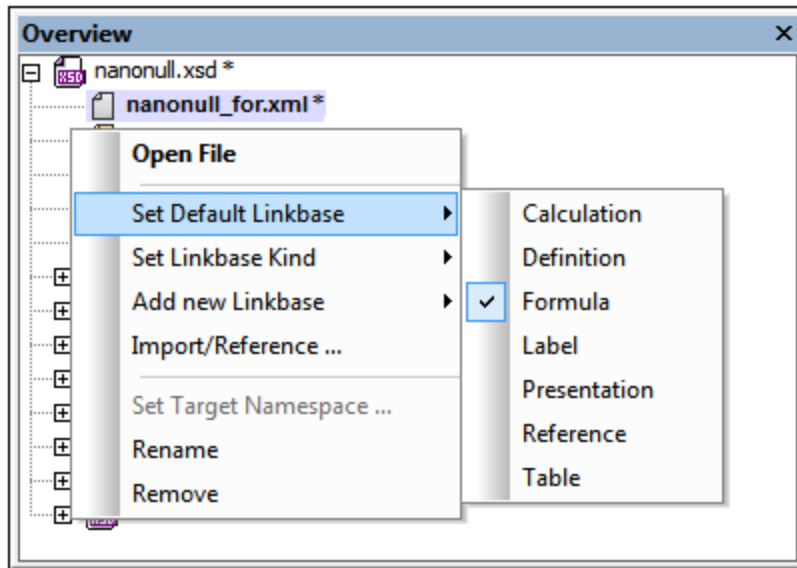 Overview
nanonull.xsd *
nanonull_for.xml *
Open File
Set Default Linkbase
Set Linkbase Kind
Add new Linkbase
Import/Reference ...
Set Target Namespace ...
Rename
Remove
Calculation
Definition
Formula
Label
Presentation
Reference
Table